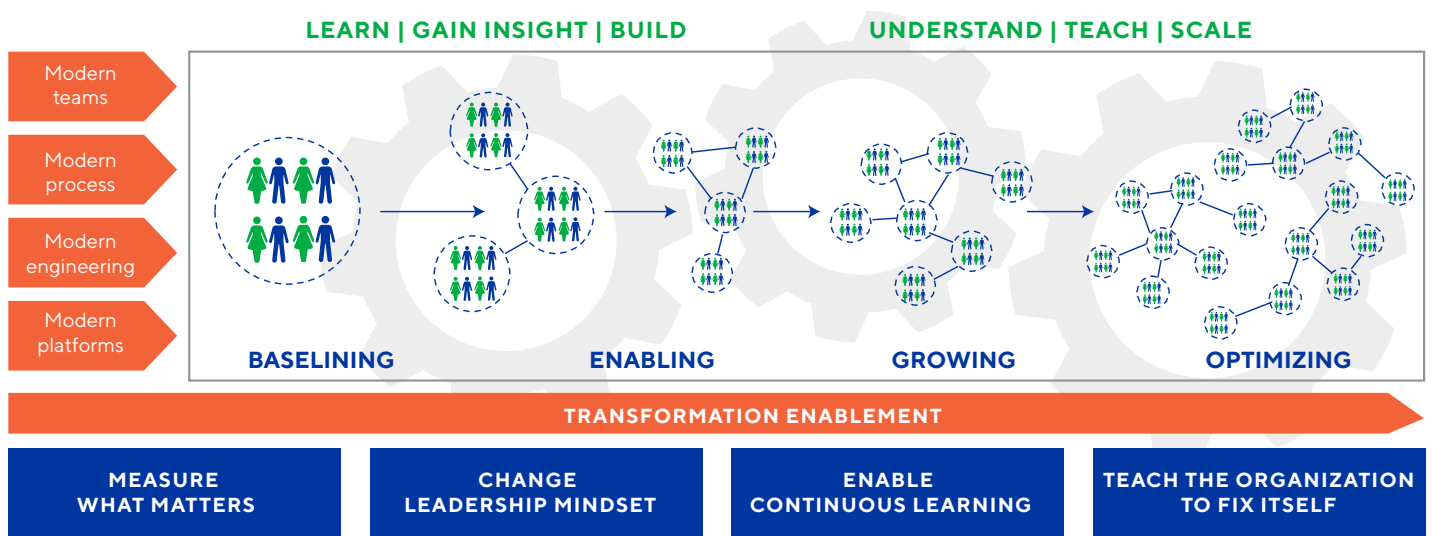 LEARN | GAIN INSIGHT | BUILD
UNDERSTAND | TEACH | SCALE
Modern
teams
Modern
process
Modern
engineering
Modern
platforms
BASELINING
ENABLING
GROWING
OPTIMIZING
TRANSFORMATION ENABLEMENT
MEASURE
WHAT MATTERS
CHANGE
LEADERSHIP MINDSET
ENABLE
CONTINUOUS LEARNING
TEACH THE ORGANIZATION
TO FIX ITSELF